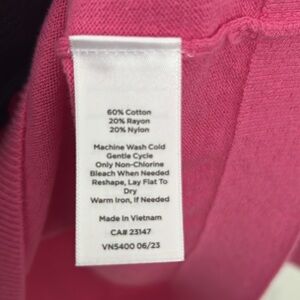 60% Cotton
20% Rayon
20% Nylon
Machine Wash Cold
Gentle Cycle
Only Non-Chlorine
Bleach When Needed
Reshape, Lay Flat To
Dry
Warm Iron, If Needed
Made in Vietnam
CA# 23147
VN5400 06/23